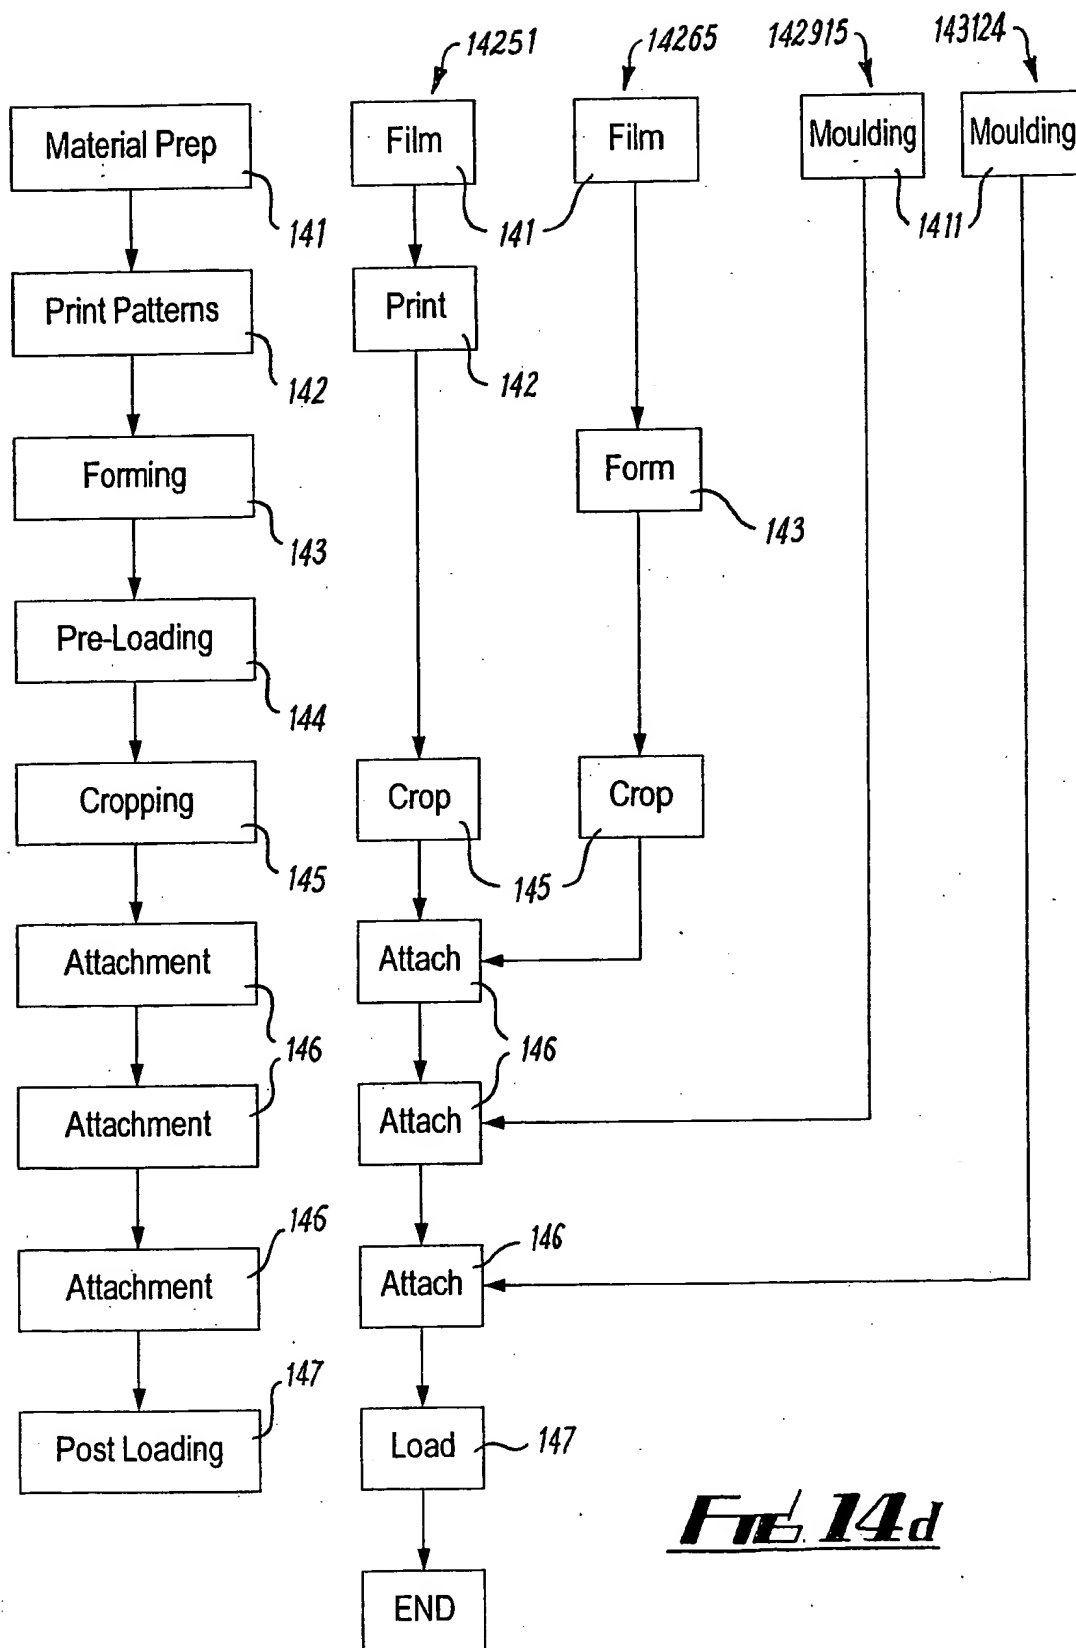 14251 14265 142915 143124
Material Prep Film Film Moulding Moulding
141 141 1411
Print Patterns Print
142 142
Forming Form
143 143
Pre-Loading
144
Cropping Crop Crop
145 145
Attachment Attach
146 146
Attachment Attach
146 146
Attachment Attach
147
Post Loading Load 147
FIG. 14d
END